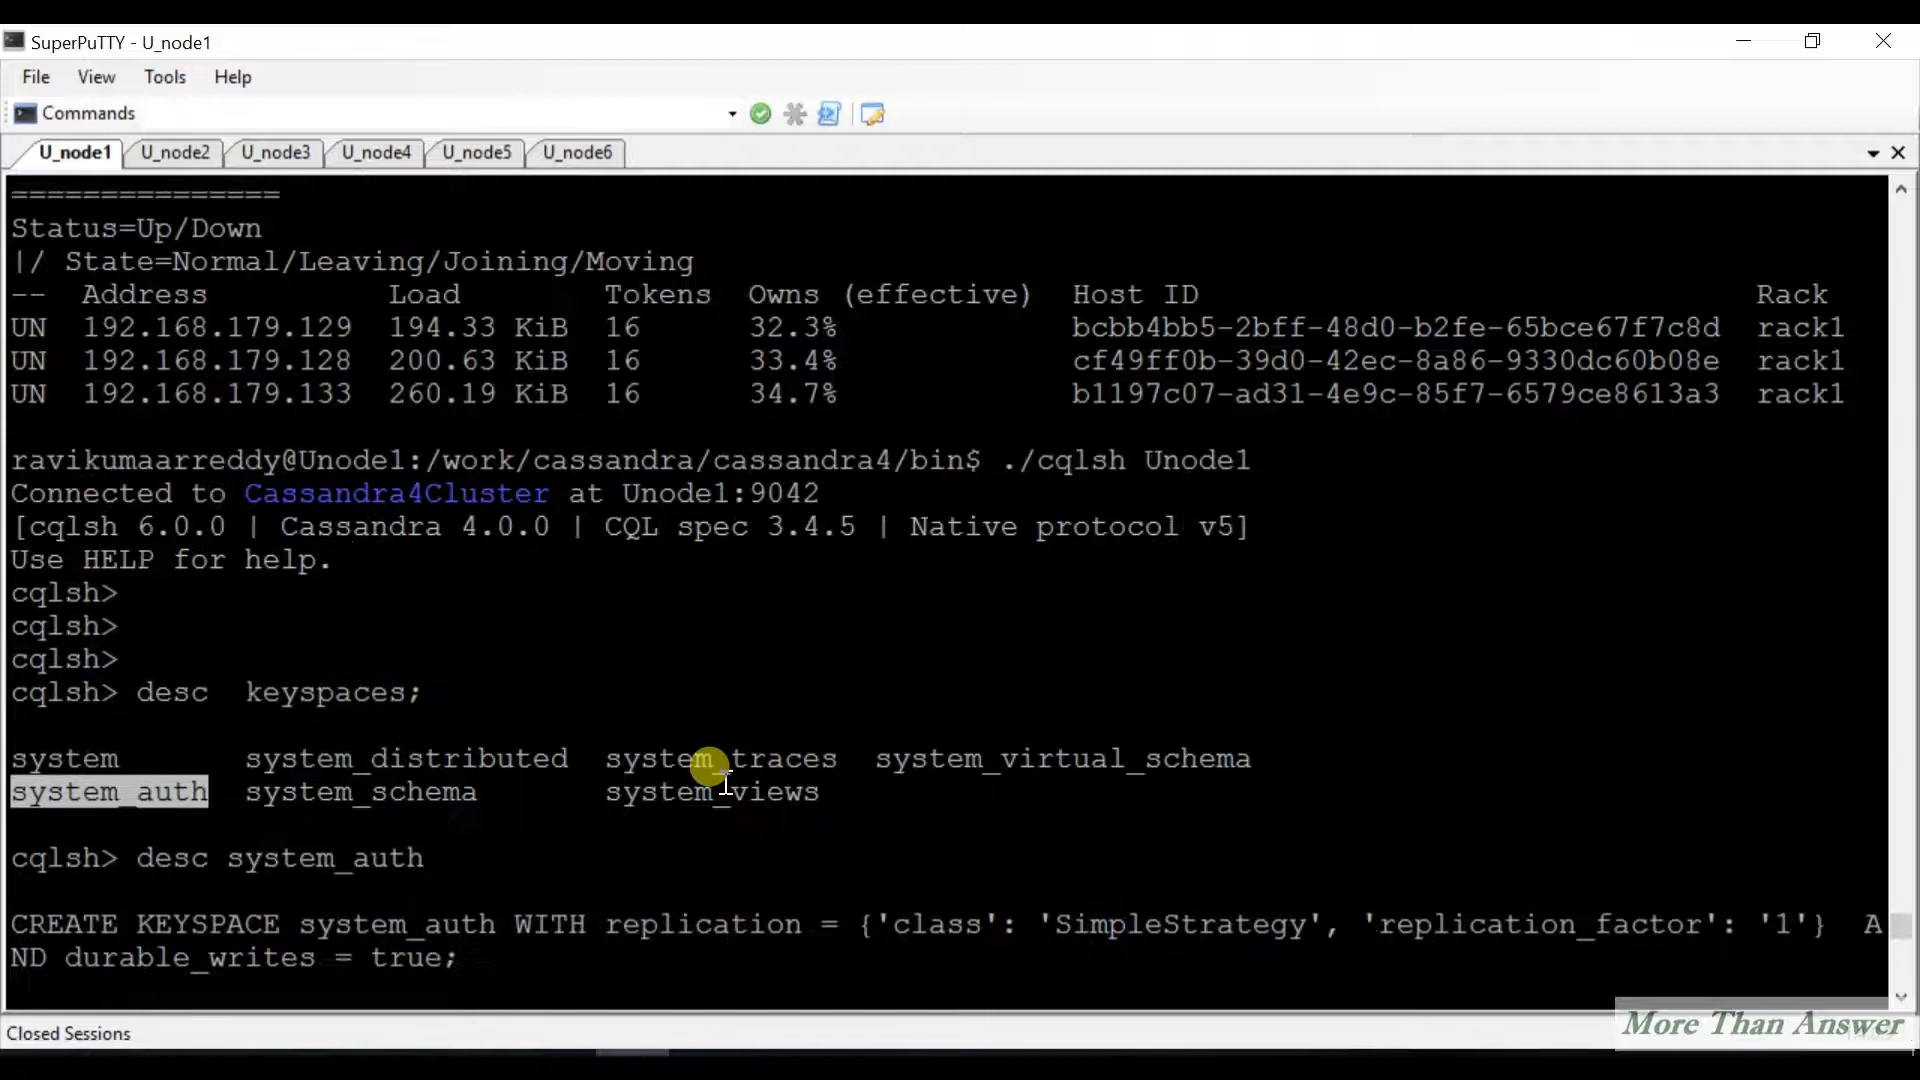 SuperPuTTY - U_node1
File View Tools Help
Commands
U_node1 U_node2 U_node3 U_node4 U_node5 U_node6
===============
Status=Up/Down
|/ State=Normal/Leaving/Joining/Moving
-- Address Load Tokens Owns (effective) Host ID Rack
UN 192.168.179.129 194.33 KiB 16 32.3% bcbb4bb5-2bff-48d0-b2fe-65bce67f7c8d rack1
UN 192.168.179.128 200.63 KiB 16 33.4% cf49ff0b-39d0-42ec-8a86-9330dc60b08e rack1
UN 192.168.179.133 260.19 KiB 16 34.7% b1197c07-ad31-4e9c-85f7-6579ce8613a3 rack1
ravikumaarreddy@Unode1:/work/cassandra/cassandra4/bin$ ./cqlsh Unode1
Connected to Cassandra4Cluster at Unode1:9042
[cqlsh 6.0.0 | Cassandra 4.0.0 | CQL spec 3.4.5 | Native protocol v5]
Use HELP for help.
cqlsh>
cqlsh>
cqlsh>
cqlsh> desc  keyspaces;
system system_distributed system_traces system_virtual_schema
system_auth system_schema system_views
cqlsh> desc system_auth
CREATE KEYSPACE system_auth WITH replication = {'class': 'SimpleStrategy', 'replication_factor': '1'}  A
ND durable_writes = true;
Closed Sessions
More Than Answer